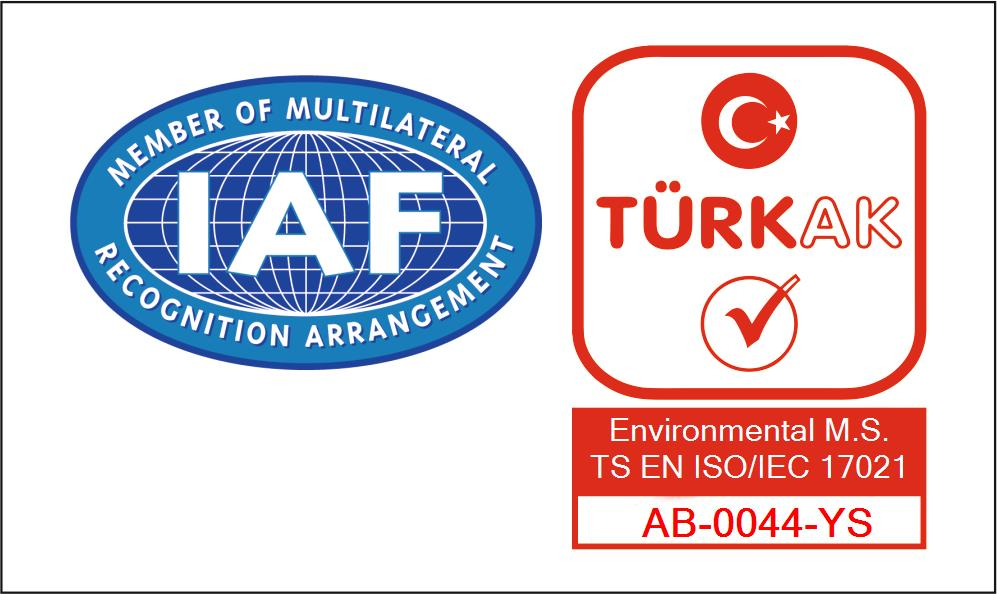 MEMBER OF MULTILATERAL
IAF
RECOGNITION ARRANGEMENT
TÜRKAK
Environmental M.S.
TS EN ISO/IEC 17021
AB-0044-YS